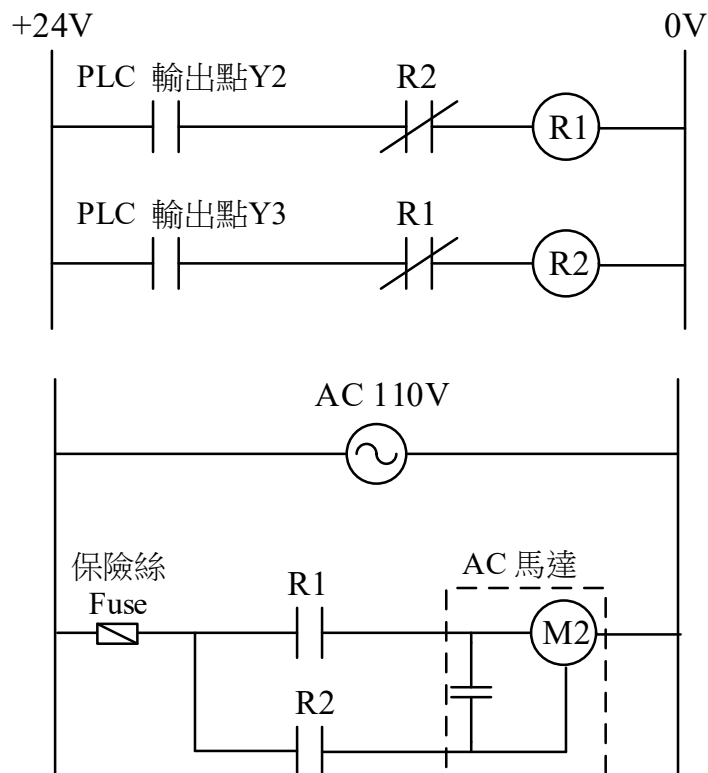 +24V 0V
PLC 輸出點Y2 R2
R1
PLC 輸出點Y3 R1
R2
AC 110V
保險絲
Fuse
R1
AC 馬達
M2
R2